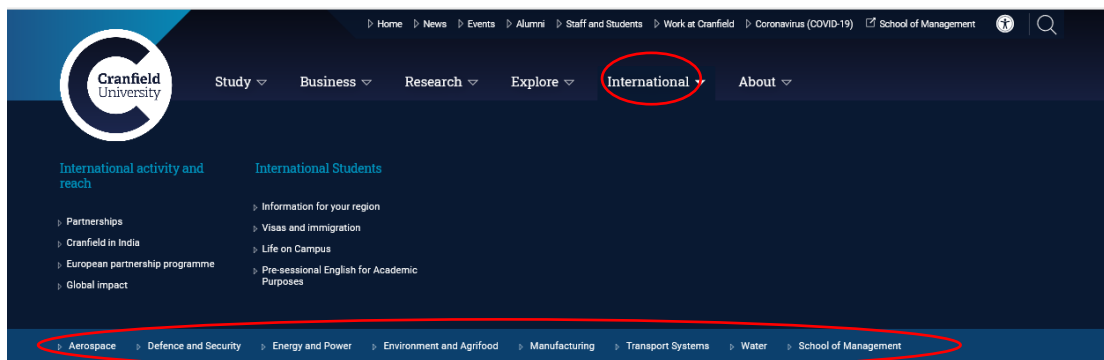 Home News Events Alumni Staff and Students Work at Cranfield Coronavirus (COVID-19) School of Management
Cranfield
University
Study Business Research Explore International About
International activity and
reach
Partnerships
Cranfield in India
European partnership programme
Global impact
International Students
Information for your region
Visas and immigration
Life on Campus
Pre-sessional English for Academic
Purposes
Aerospace Defence and Security Energy and Power Environment and Agrifood Manufacturing Transport Systems Water School of Management